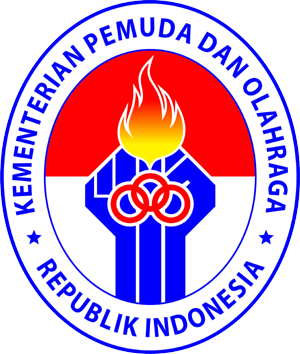 KEMENTERIAN PEMUDA DAN OLAHRAGA
REPUBLIK INDONESIA